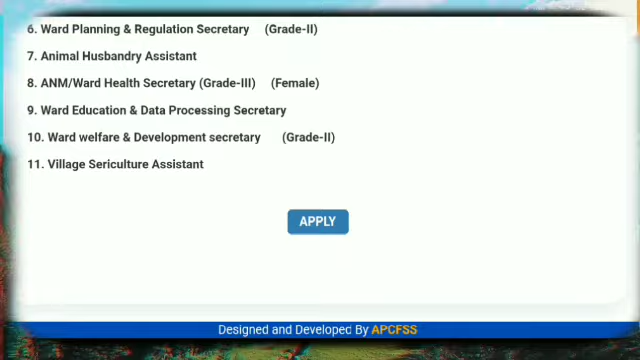 6. Ward Planning & Regulation Secretary (Grade-II)
7. Animal Husbandry Assistant
8. ANM/Ward Health Secretary (Grade-III) (Female)
9. Ward Education & Data Processing Secretary
10. Ward welfare & Development secretary (Grade-II)
11. Village Sericulture Assistant
APPLY
Designed and Developed By APCFSS